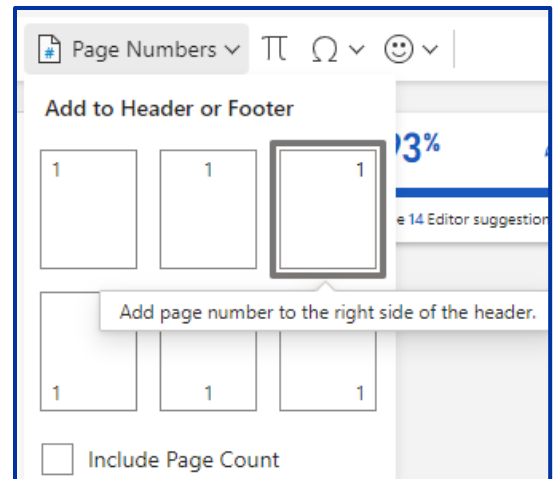 Page Numbers π Ω
Add to Header or Footer
93%
1 1 1
14 Editor suggestion
Add page number to the right side of the header.
1 1 1
Include Page Count